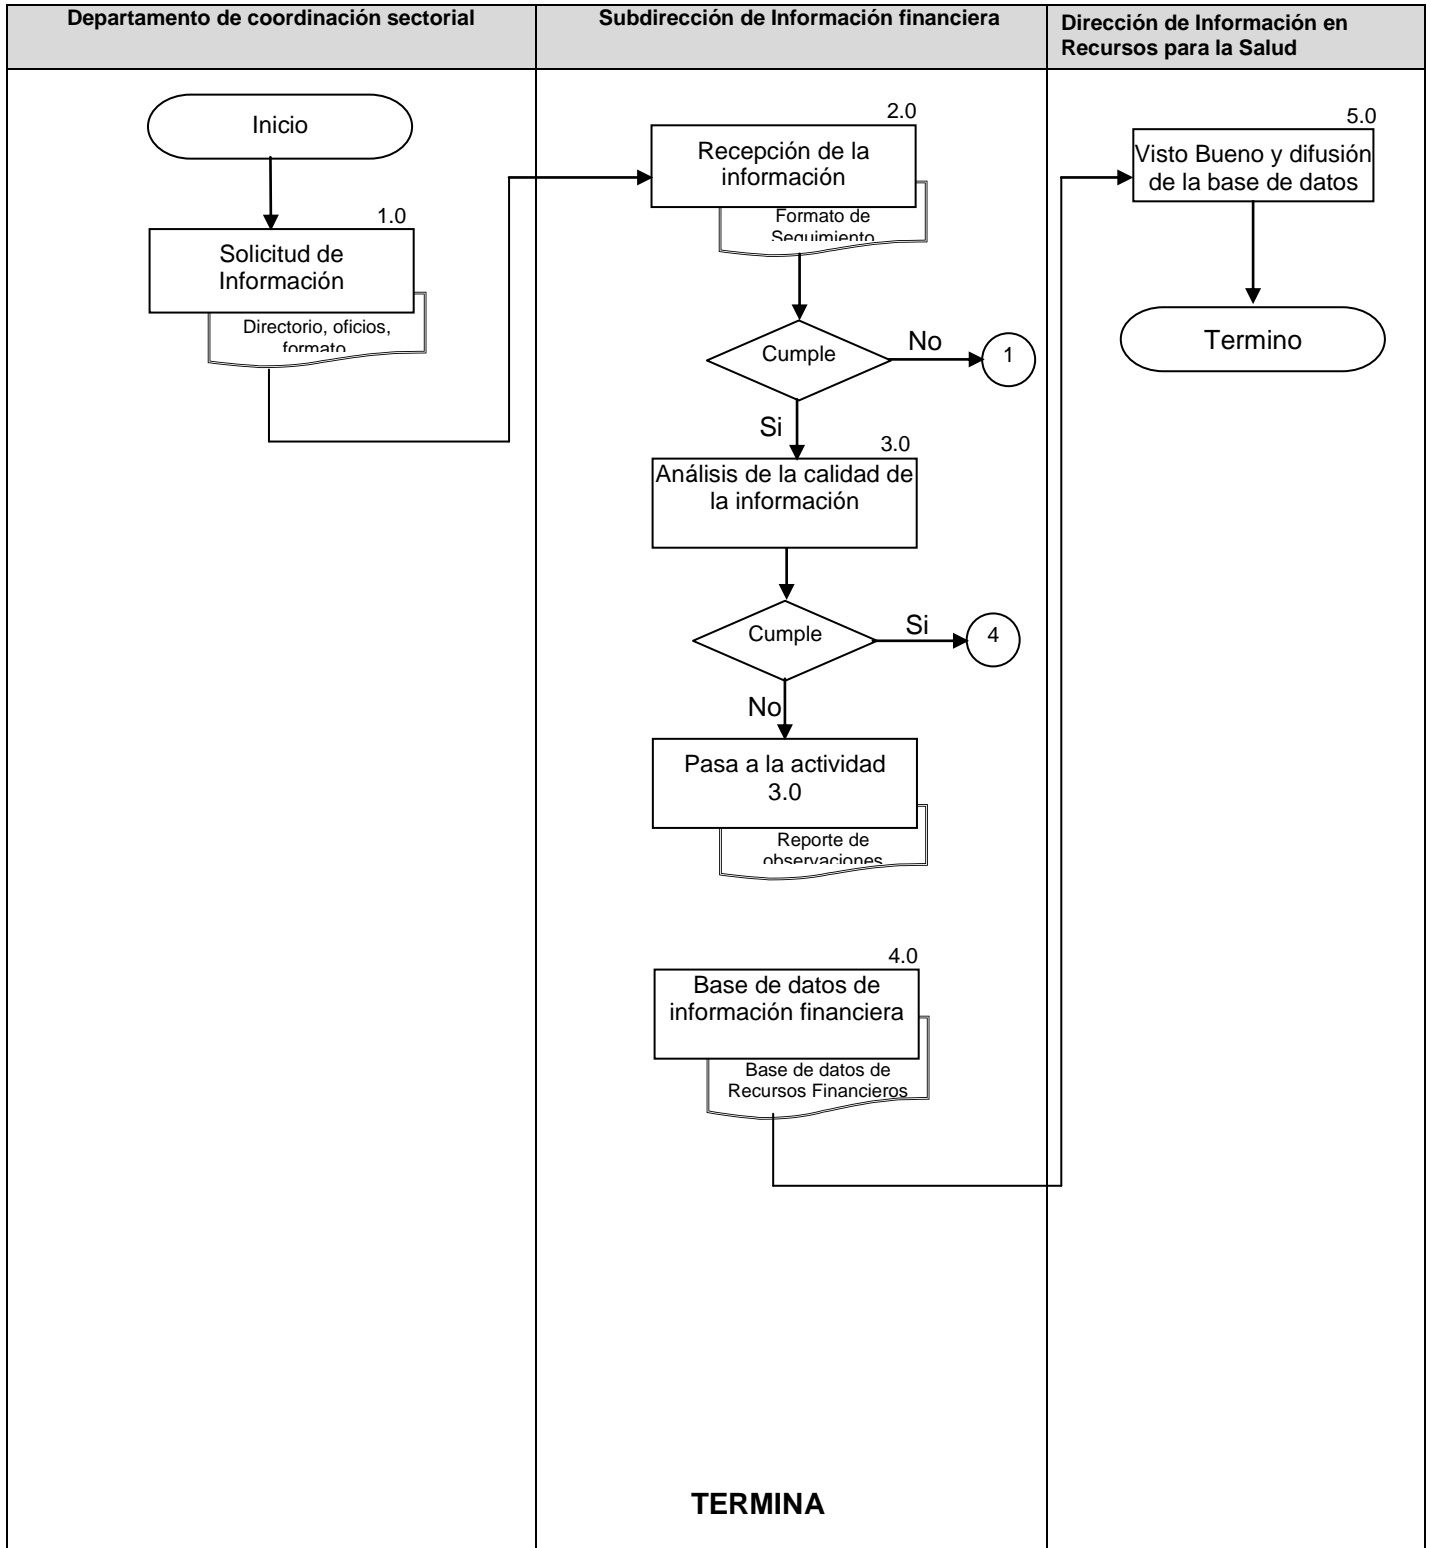 Departamento de coordinación sectorial
Subdirección de Información financiera
Dirección de Información en
Recursos para la Salud
Inicio
1.0
Solicitud de
Información
Directorio, oficios,
formato
2.0
Recepción de la
información
Formato de
Seguimiento
Cumple
No
1
Si
3.0
Análisis de la calidad de
la información
Cumple
Si
4
No
Pasa a la actividad
3.0
Reporte de
observaciones
4.0
Base de datos de
información financiera
Base de datos de
Recursos Financieros
5.0
Visto Bueno y difusión
de la base de datos
Termino
TERMINA